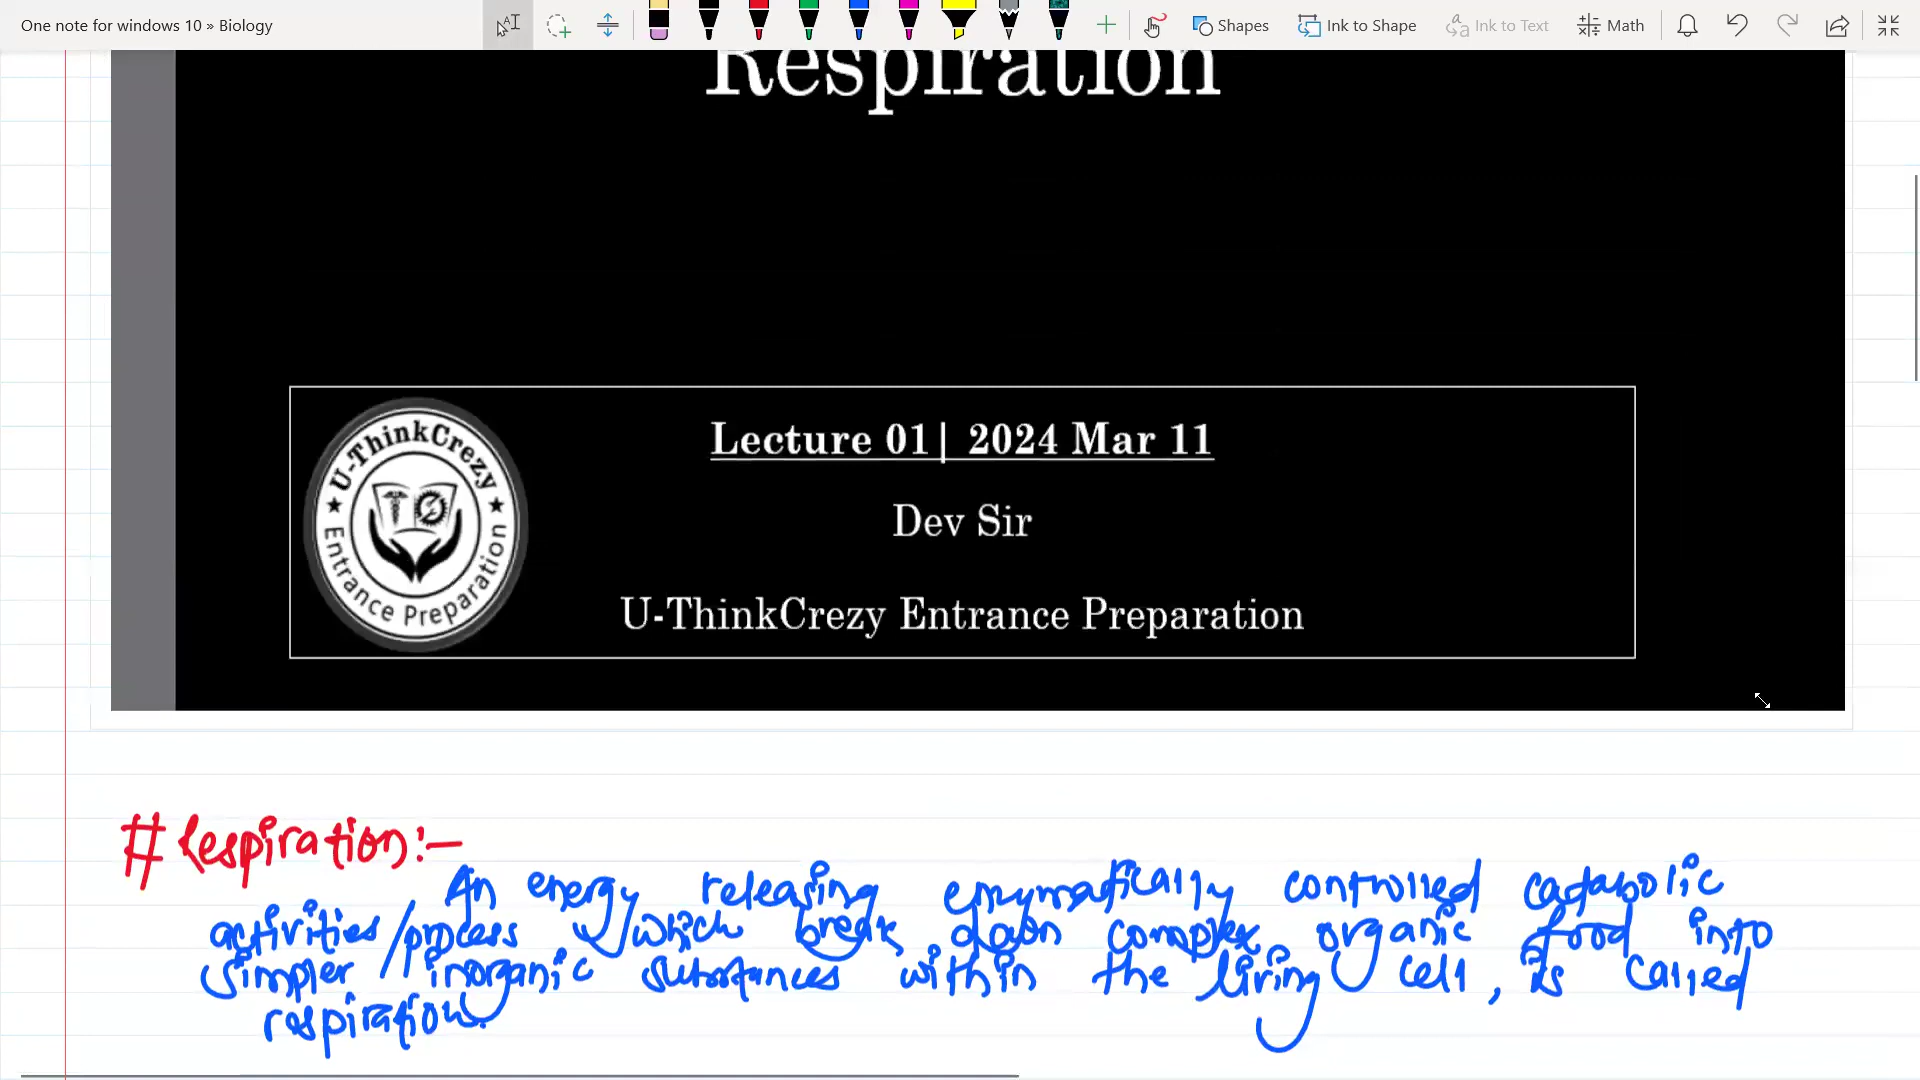 One note for windows 10 » Biology
Shapes
Ink to Shape
Ink to Text
Math
Respiration
Lecture 01| 2024 Mar 11
Dev Sir
U-ThinkCrezy Entrance Preparation
U-ThinkCrezy
Entrance Preparation
# Respiration:-
An energy releasing enzymatically controlled catabolic
activities/process which break down complex organic food into
simpler / inorganic substances within the living cell, is called
respiration.